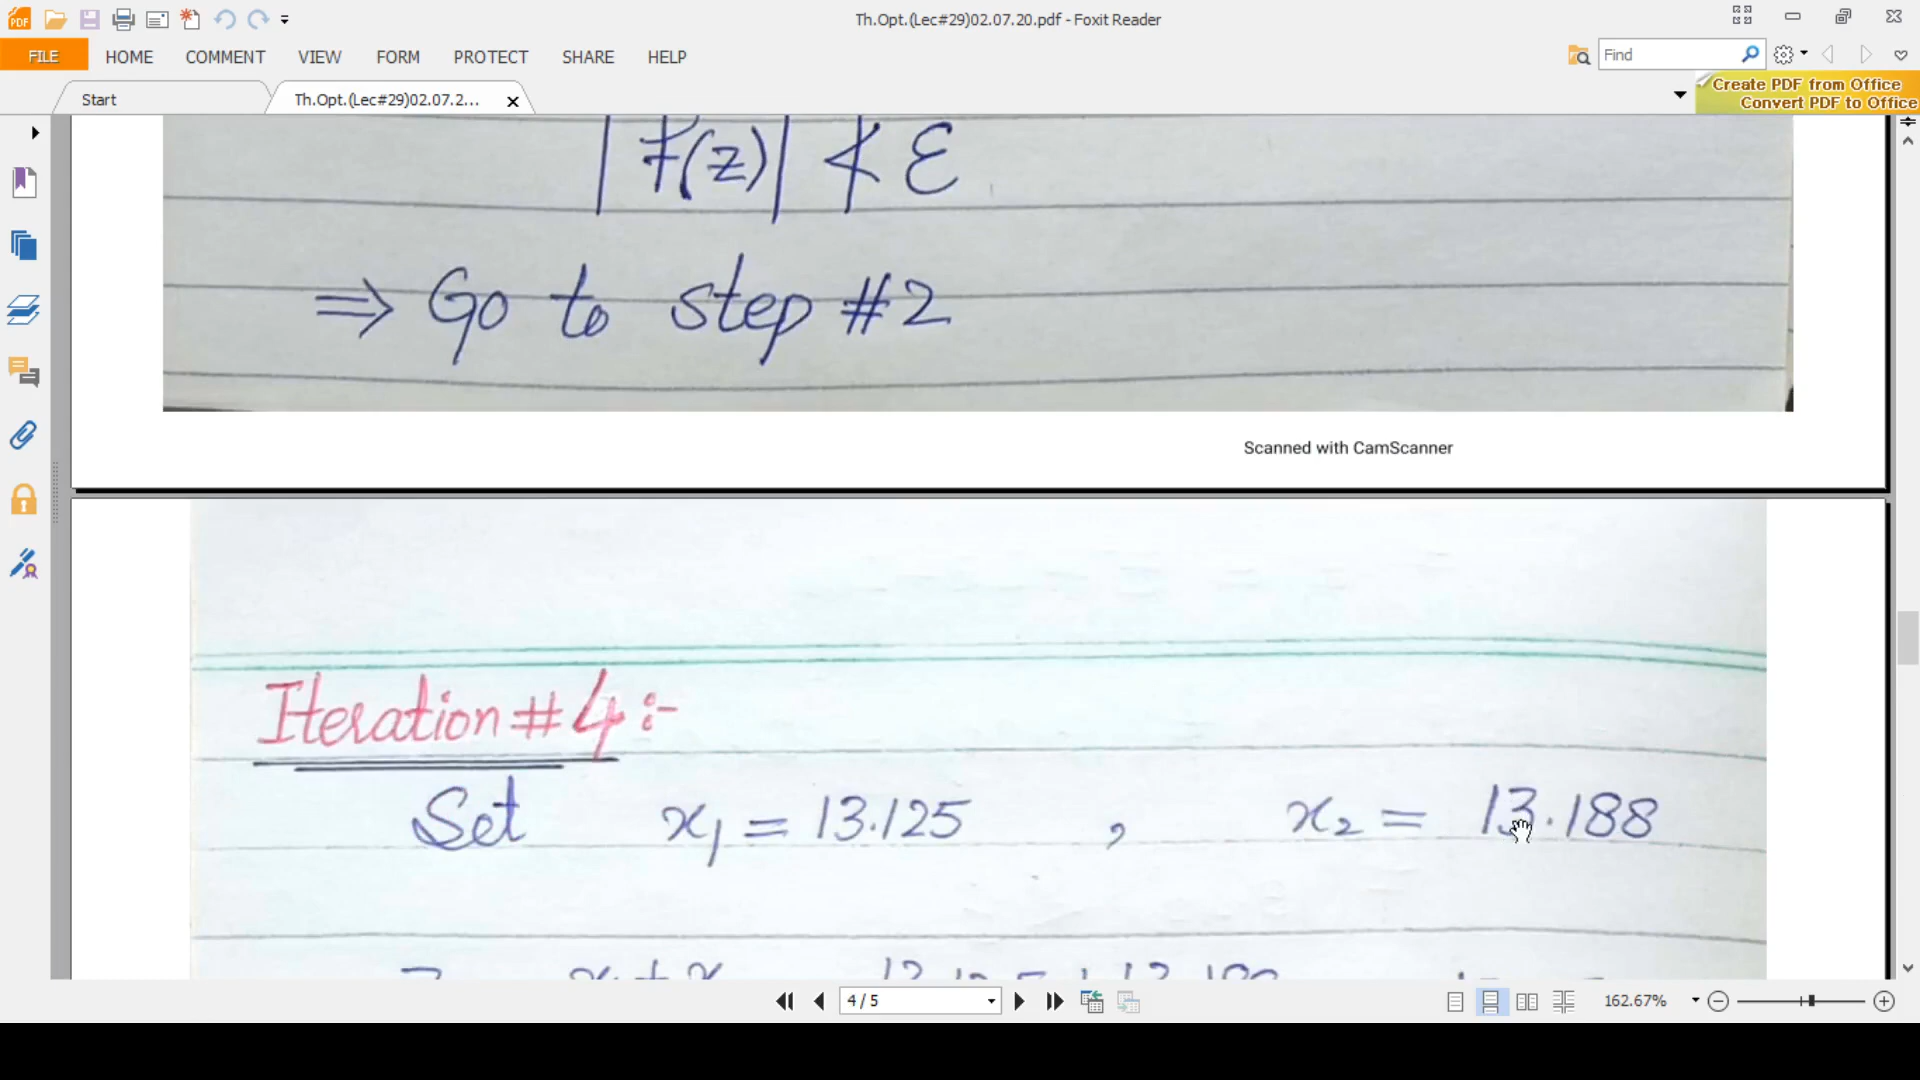 Th.Opt.(Lec#29)02.07.20.pdf - Foxit Reader
FILE HOME COMMENT VIEW FORM PROTECT SHARE HELP
Find
Start
Th.Opt.(Lec#29)02.07.2...
Create PDF from Office
Convert PDF to Office
|F(z)| ≮ ε
⇒ Go to step #2
Scanned with CamScanner
Iteration #4:-
Set x₁ = 13.125 , x₂ = 13.188
4 / 5
162.67%